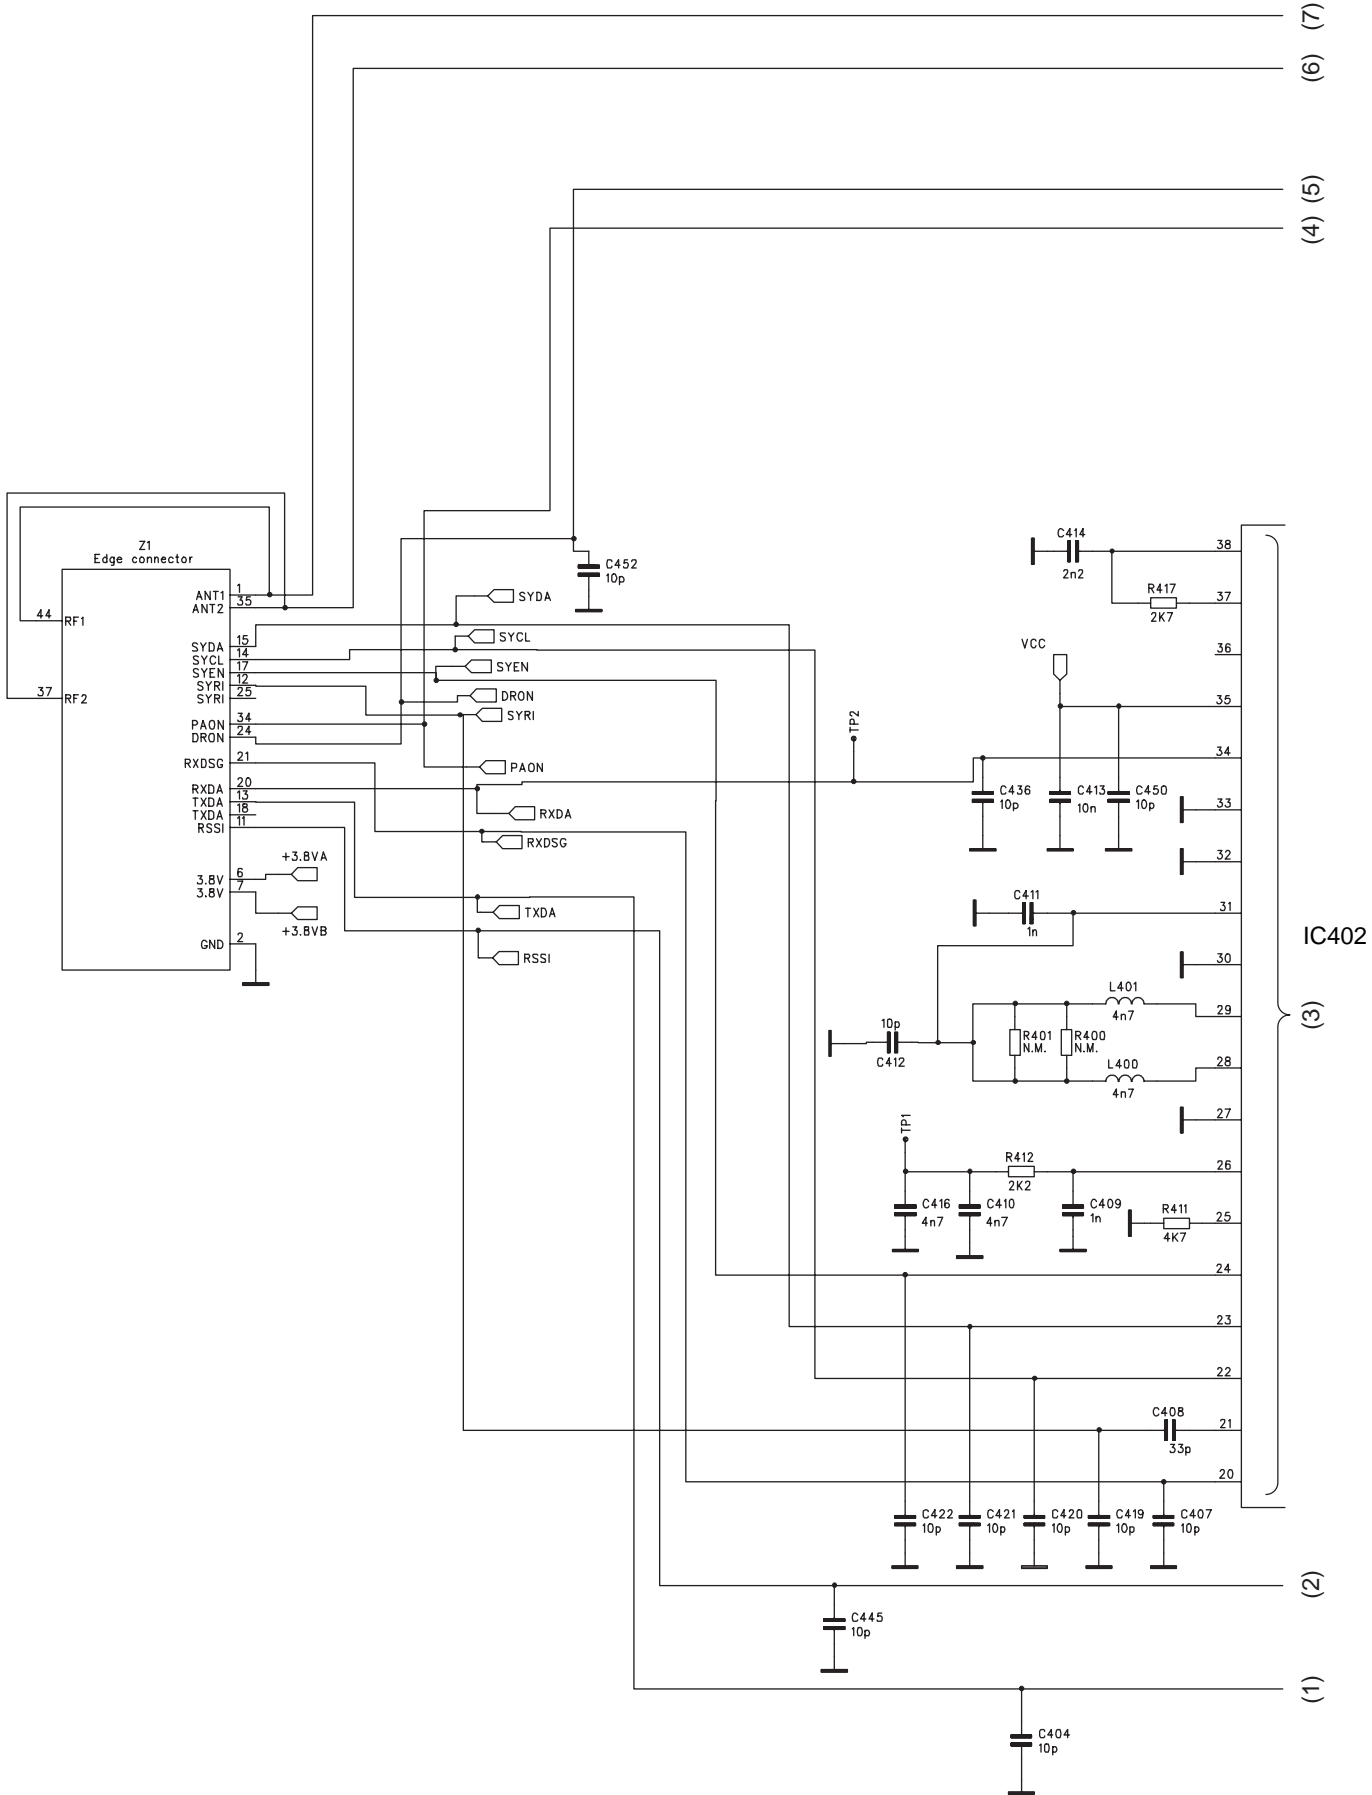 (7)
(6)
(5)
(4)
Z1
Edge connector
44 RF1
37 RF2
ANT1 1
ANT2 35
SYDA 15
SYCL 14
SYEN 17
SYRI 12
SYRI 25
PAON 34
DRON 24
RXDSG 21
RXDA 20
TXDA 13
TXDA 18
RSSI 11
3.8V 6
3.8V 7
GND 2
+3.8VA
+3.8VB
C452
10p
SYDA
SYCL
SYEN
DRON
SYRI
PAON
RXDA
RXDSG
TXDA
RSSI
C414
2n2
38
R417
2K7
37
VCC
36
35
TP2
34
C436
10p
C413
10n
C450
10p
33
32
C411
1n
31
IC402
30
L401
4n7
29
(3)
10p
C412
R401
N.M.
R400
N.M.
L400
4n7
28
27
TP1
R412
2K2
26
C416
4n7
C410
4n7
C409
1n
R411
4K7
25
24
23
22
C408
33p
21
20
C422
10p
C421
10p
C420
10p
C419
10p
C407
10p
(2)
C445
10p
(1)
C404
10p